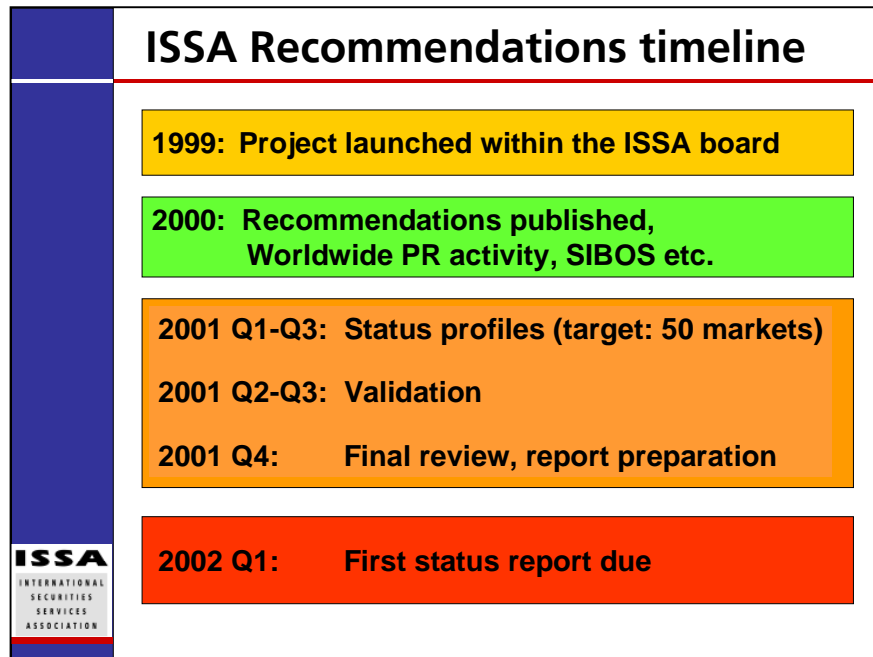 ISSA Recommendations timeline
1999: Project launched within the ISSA board
2000: Recommendations published,
Worldwide PR activity, SIBOS etc.
2001 Q1-Q3: Status profiles (target: 50 markets)
2001 Q2-Q3: Validation
2001 Q4: Final review, report preparation
2002 Q1: First status report due
ISSA
INTERNATIONAL
SECURITIES
SERVICES
ASSOCIATION